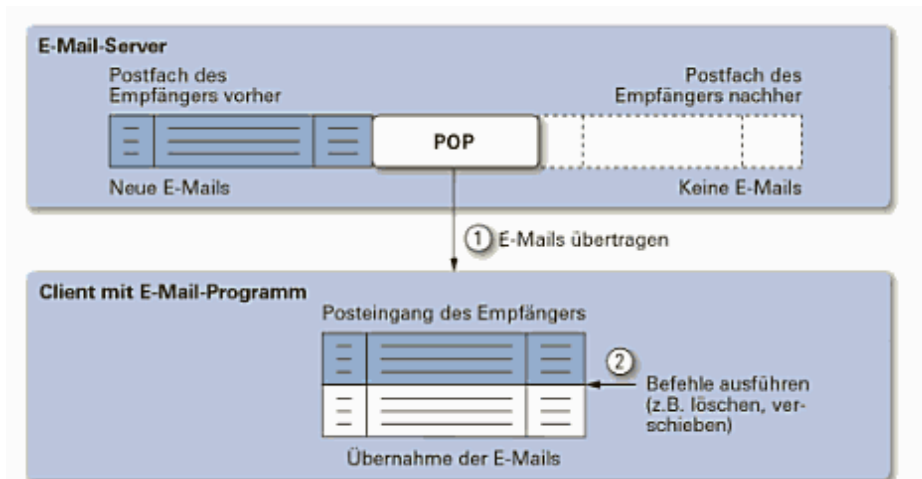 E-Mail-Server
Postfach des
Empfängers vorher
Postfach des
Empfängers nachher
POP
Neue E-Mails
Keine E-Mails
1 E-Mails übertragen
Client mit E-Mail-Programm
Posteingang des Empfängers
2
Befehle ausführen
(z.B. löschen, ver-
schieben)
Übernahme der E-Mails